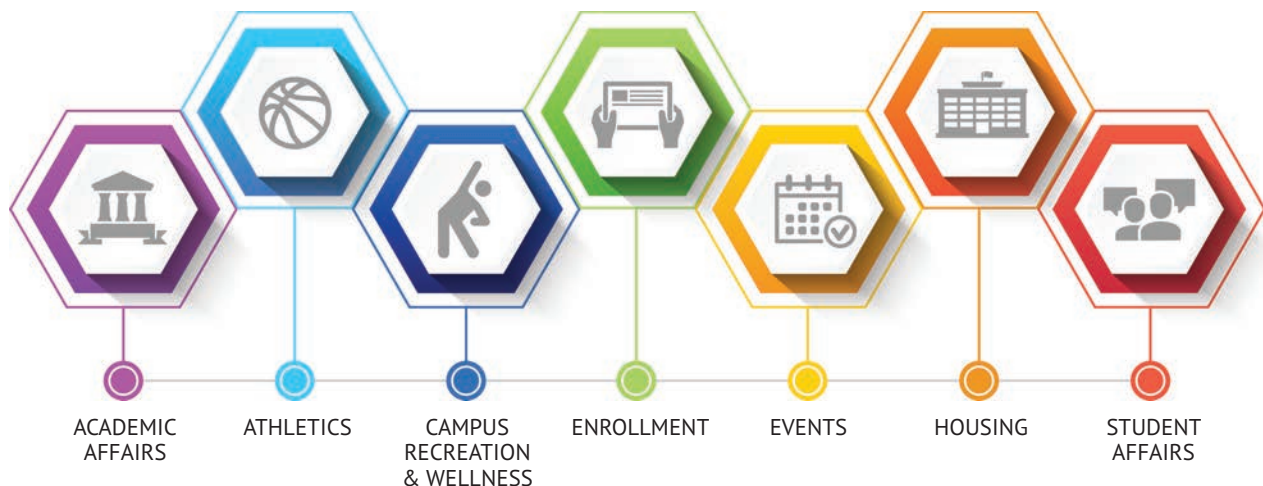 ACADEMIC
AFFAIRS
ATHLETICS
CAMPUS
RECREATION
& WELLNESS
ENROLLMENT
EVENTS
HOUSING
STUDENT
AFFAIRS